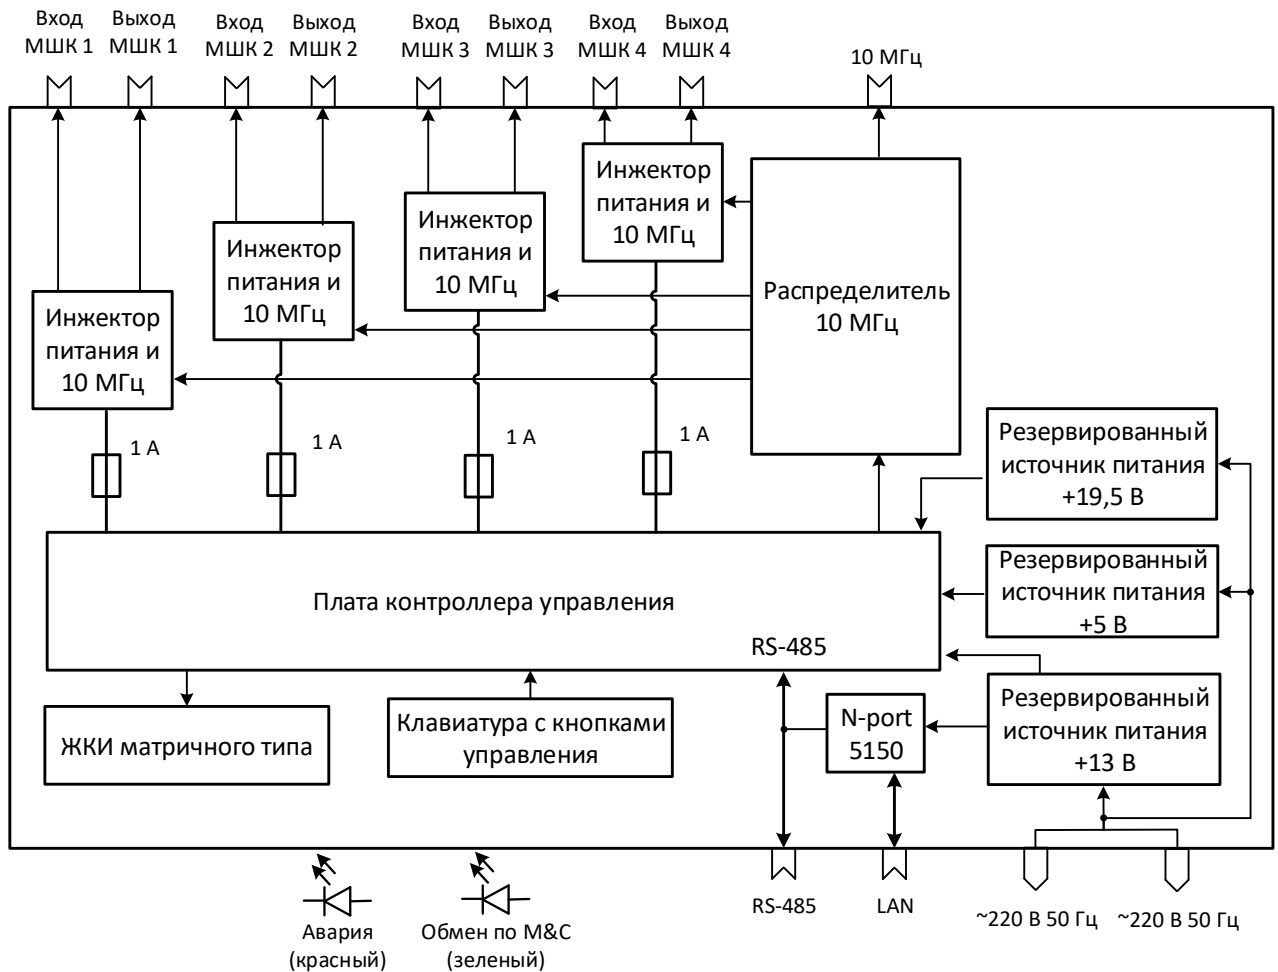 Вход
МШК 1
Выход
МШК 1
Вход
МШК 2
Выход
МШК 2
Вход
МШК 3
Выход
МШК 3
Вход
МШК 4
Выход
МШК 4
10 МГц
Инжектор
питания и
10 МГц
Инжектор
питания и
10 МГц
Инжектор
питания и
10 МГц
Инжектор
питания и
10 МГц
Распределитель
10 МГц
1 А
1 А
1 А
1 А
Резервированный
источник питания
+19,5 В
Резервированный
источник питания
+5 В
Резервированный
источник питания
+13 В
Плата контроллера управления
RS-485
ЖКИ матричного типа
Клавиатура с кнопками
управления
N-port
5150
RS-485
LAN
~220 В 50 Гц
~220 В 50 Гц
Авария
(красный)
Обмен по M&C
(зеленый)